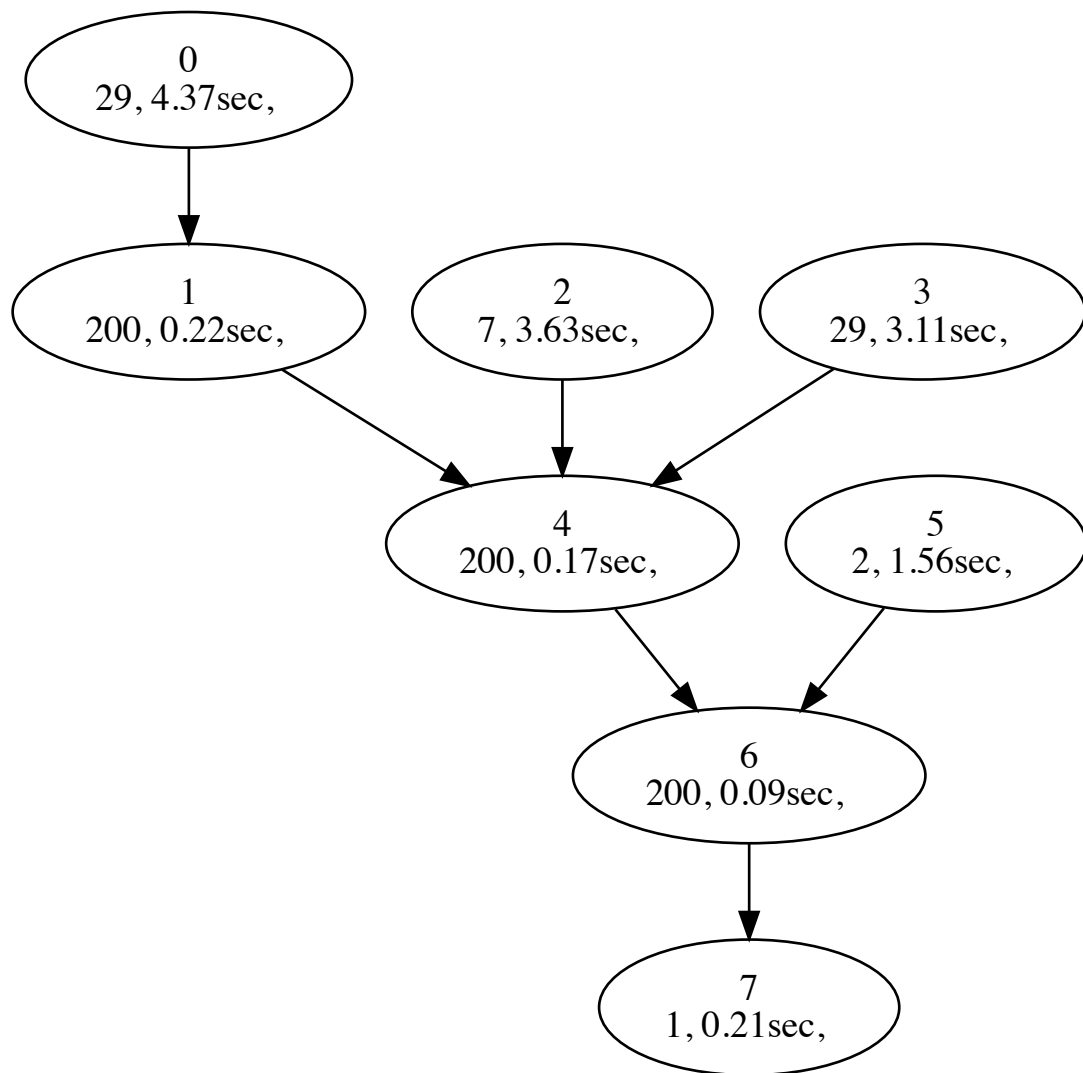 0
29, 4.37sec,
1
200, 0.22sec,
2
7, 3.63sec,
3
29, 3.11sec,
4
200, 0.17sec,
5
2, 1.56sec,
6
200, 0.09sec,
7
1, 0.21sec,